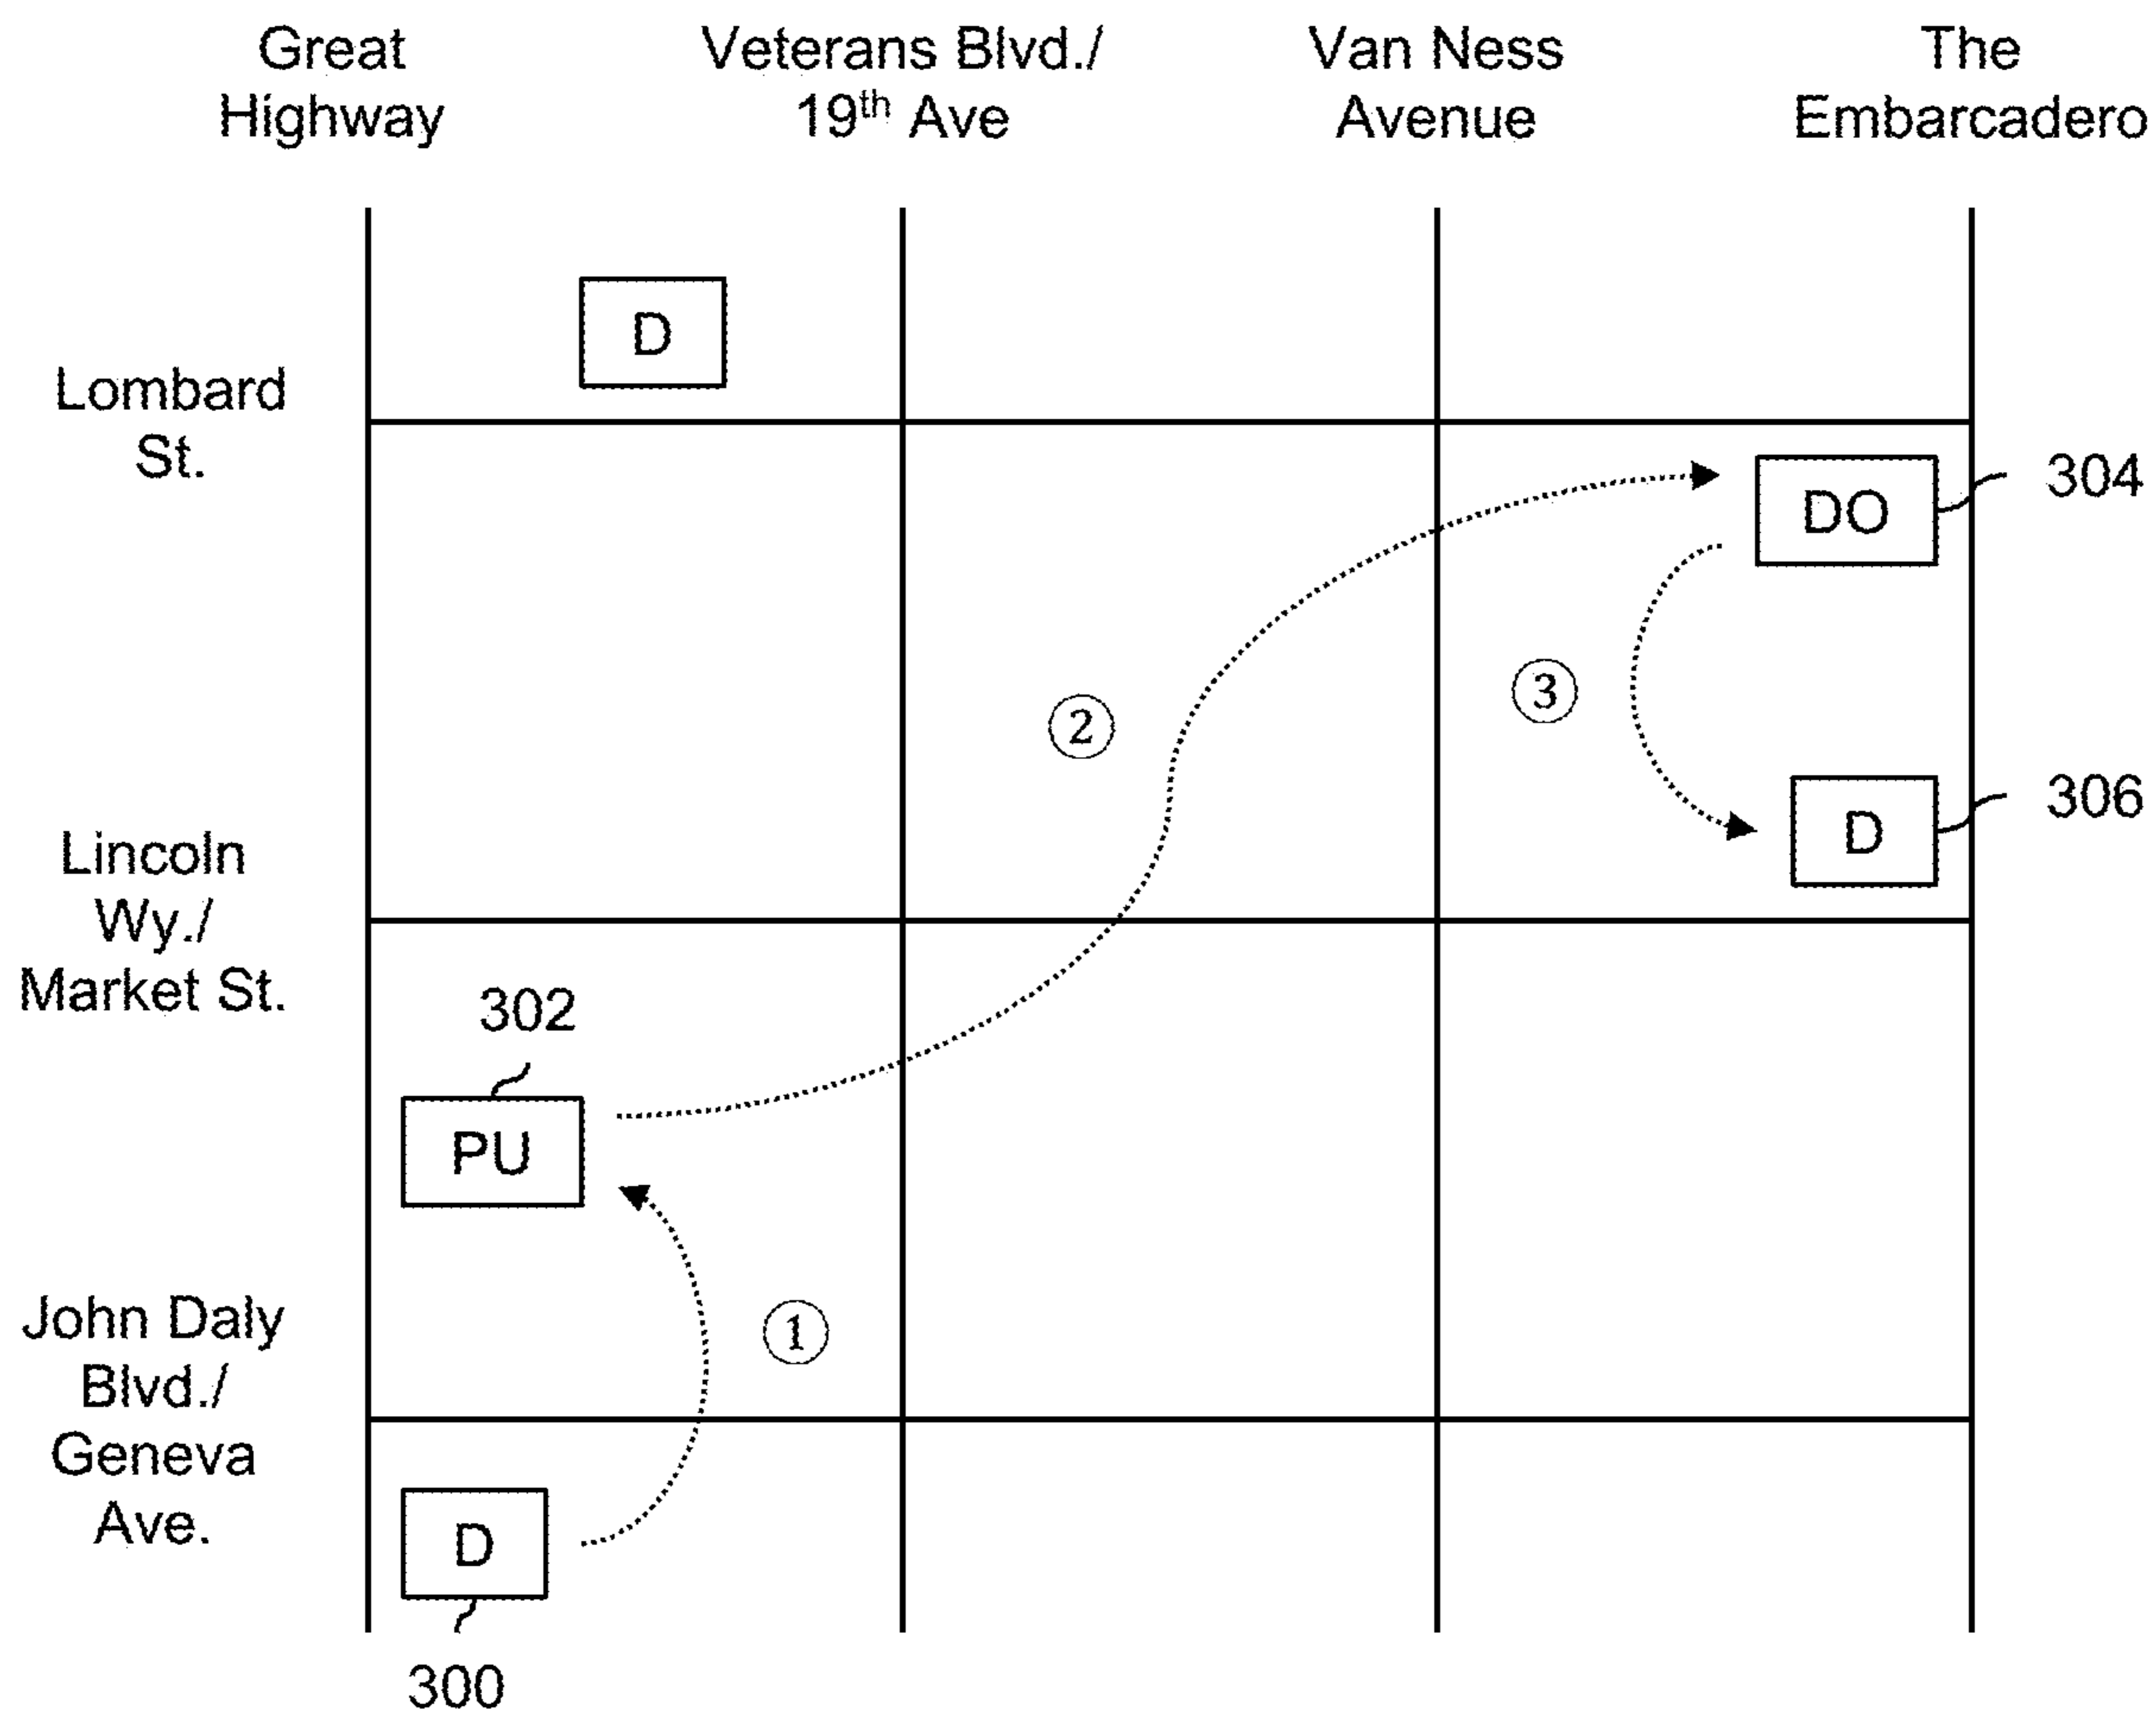 Great
Highway
Veterans Blvd./
19th Ave
Van Ness
Avenue
The
Embarcadero
Lombard
St.
D
DO
304
2
3
D
306
Lincoln
Wy./
Market St.
302
PU
John Daly
Blvd./
Geneva
Ave.
1
D
300